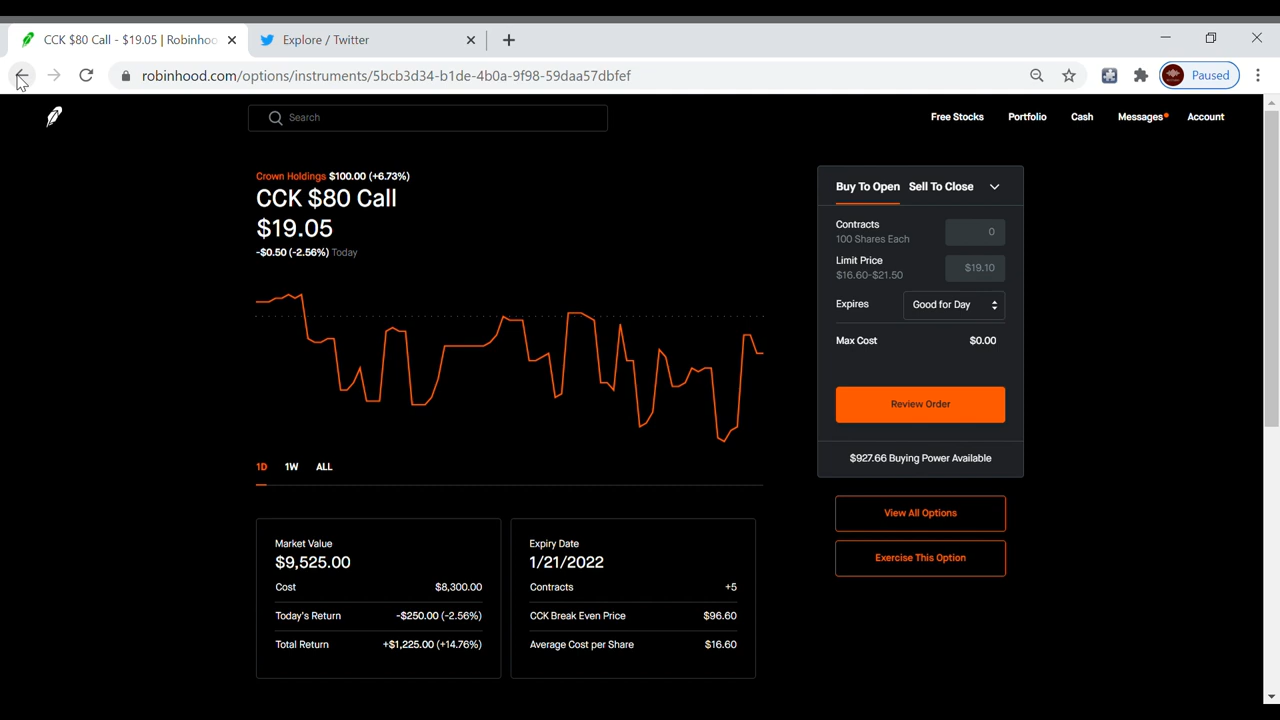 CCK $80 Call - $19.05 | Robinhoo
Explore / Twitter
robinhood.com/options/instruments/5bcb3d34-b1de-4b0a-9f98-59daa57dbfef
Paused
Search
Free Stocks Portfolio Cash Messages Account
Crown Holdings $100.00 (+6.73%)
CCK $80 Call
$19.05
-$0.50 (-2.56%) Today
1D 1W ALL
Market Value
$9,525.00
Cost $8,300.00
Today's Return -$250.00 (-2.56%)
Total Return +$1,225.00 (+14.76%)
Expiry Date
1/21/2022
Contracts +5
CCK Break Even Price $96.60
Average Cost per Share $16.60
Buy To Open Sell To Close
Contracts 0
100 Shares Each
Limit Price $19.10
$16.60-$21.50
Expires Good for Day
Max Cost $0.00
Review Order
$927.66 Buying Power Available
View All Options
Exercise This Option